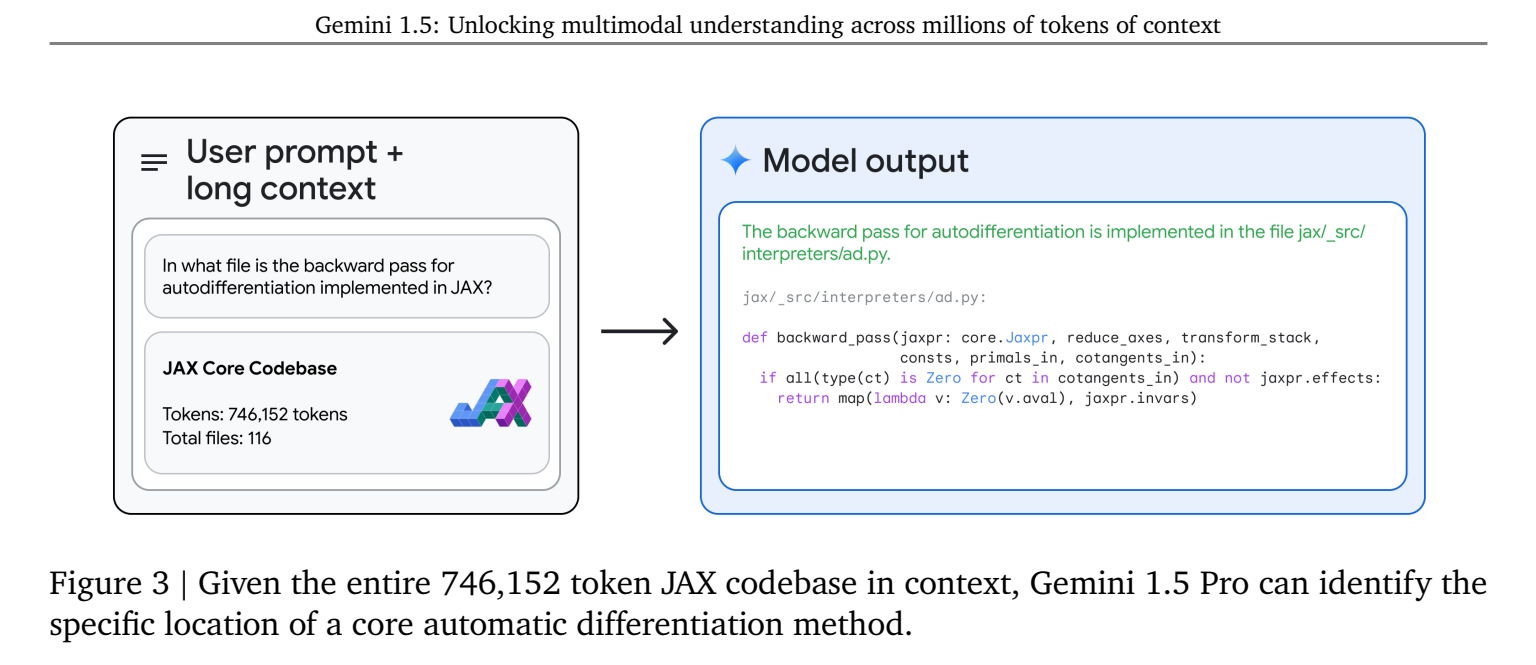 Gemini 1.5: Unlocking multimodal understanding across millions of tokens of context
User prompt +
long context
In what file is the backward pass for
autodifferentiation implemented in JAX?
JAX Core Codebase
Tokens: 746,152 tokens
Total files: 116
JAX
Model output
The backward pass for autodifferentiation is implemented in the file jax/_src/
interpreters/ad.py.
jax/_src/interpreters/ad.py:
def backward_pass(jaxpr: core.Jaxpr, reduce_axes, transform_stack,
                  consts, primals_in, cotangents_in):
  if all(type(ct) is Zero for ct in cotangents_in) and not jaxpr.effects:
    return map(lambda v: Zero(v.aval), jaxpr.invars)
Figure 3 | Given the entire 746,152 token JAX codebase in context, Gemini 1.5 Pro can identify the
specific location of a core automatic differentiation method.